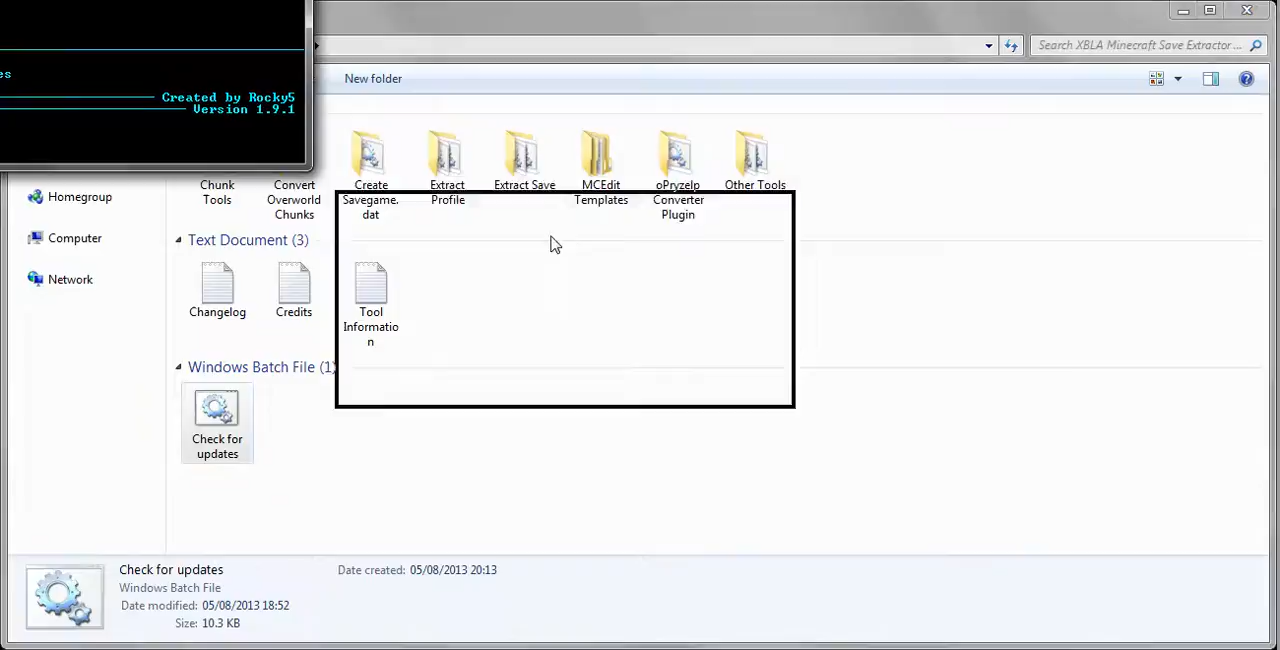 es
Created by Rocky5
Version 1.9.1
Search XBLA Minecraft Save Extractor ...
New folder
Chunk
Tools
Convert
Overworld
Chunks
Create
Savegame.
dat
Extract
Profile
Extract Save
MCEdit
Templates
oPryzelp
Converter
Plugin
Other Tools
Homegroup
Computer
Network
Text Document (3)
Changelog
Credits
Tool
Informatio
n
Windows Batch File (1)
Check for
updates
Check for updates
Date created: 05/08/2013 20:13
Windows Batch File
Date modified: 05/08/2013 18:52
Size: 10.3 KB